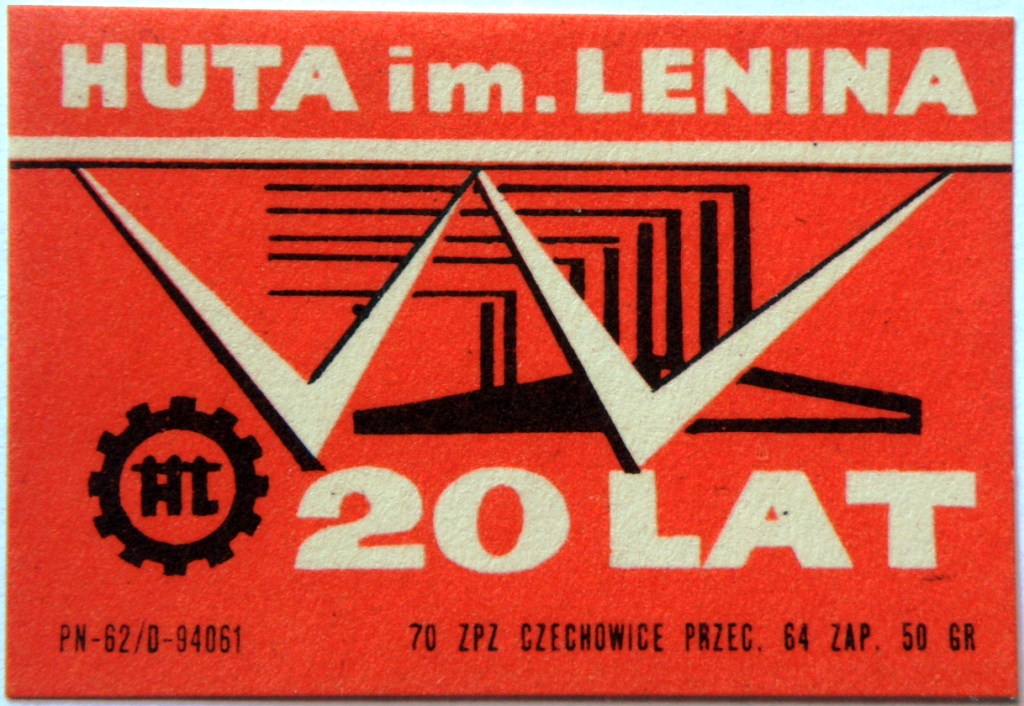 HUTA im. LENINA
HL
20 LAT
PN-62/D-94061
70 ZPZ CZECHOWICE PRZEC. 64 ZAP. 50 GR